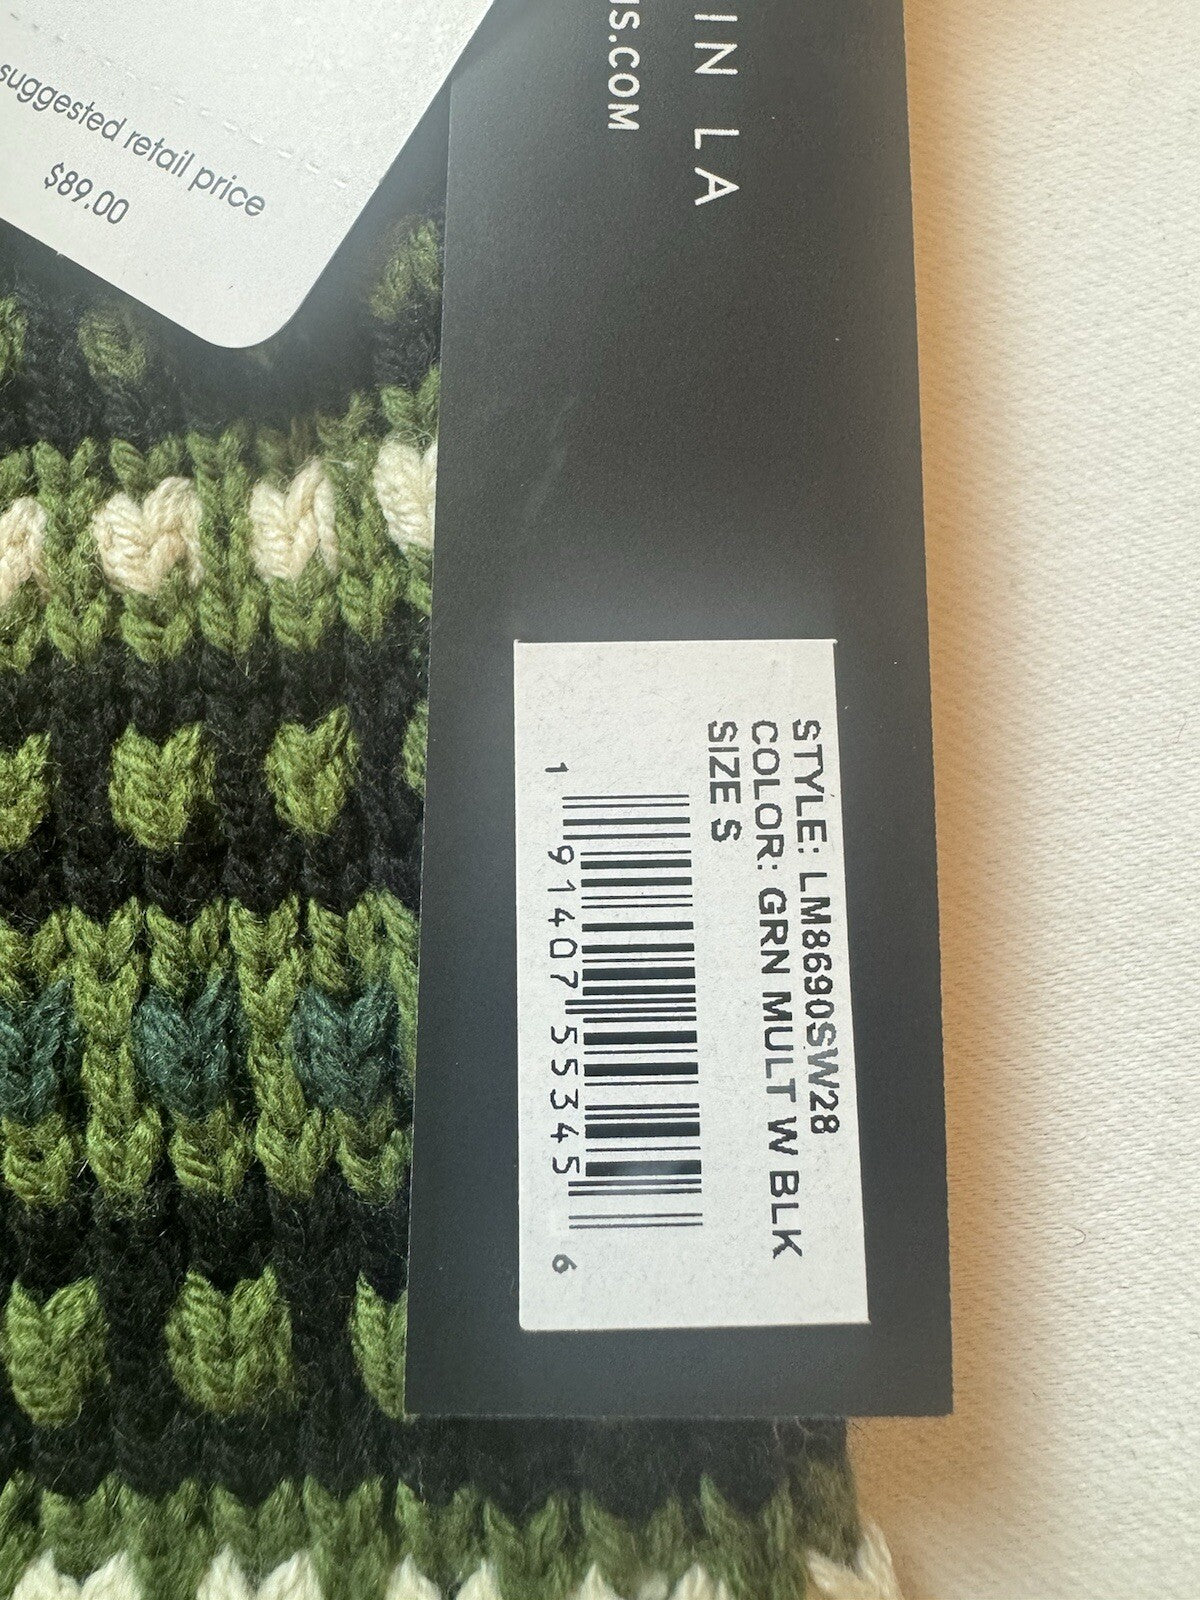 suggested retail price
$89.00
IN LA
IS.COM
STYLE: LM8690SW28
COLOR: GRN MULT W BLK
SIZE S
1 91407 55345 6